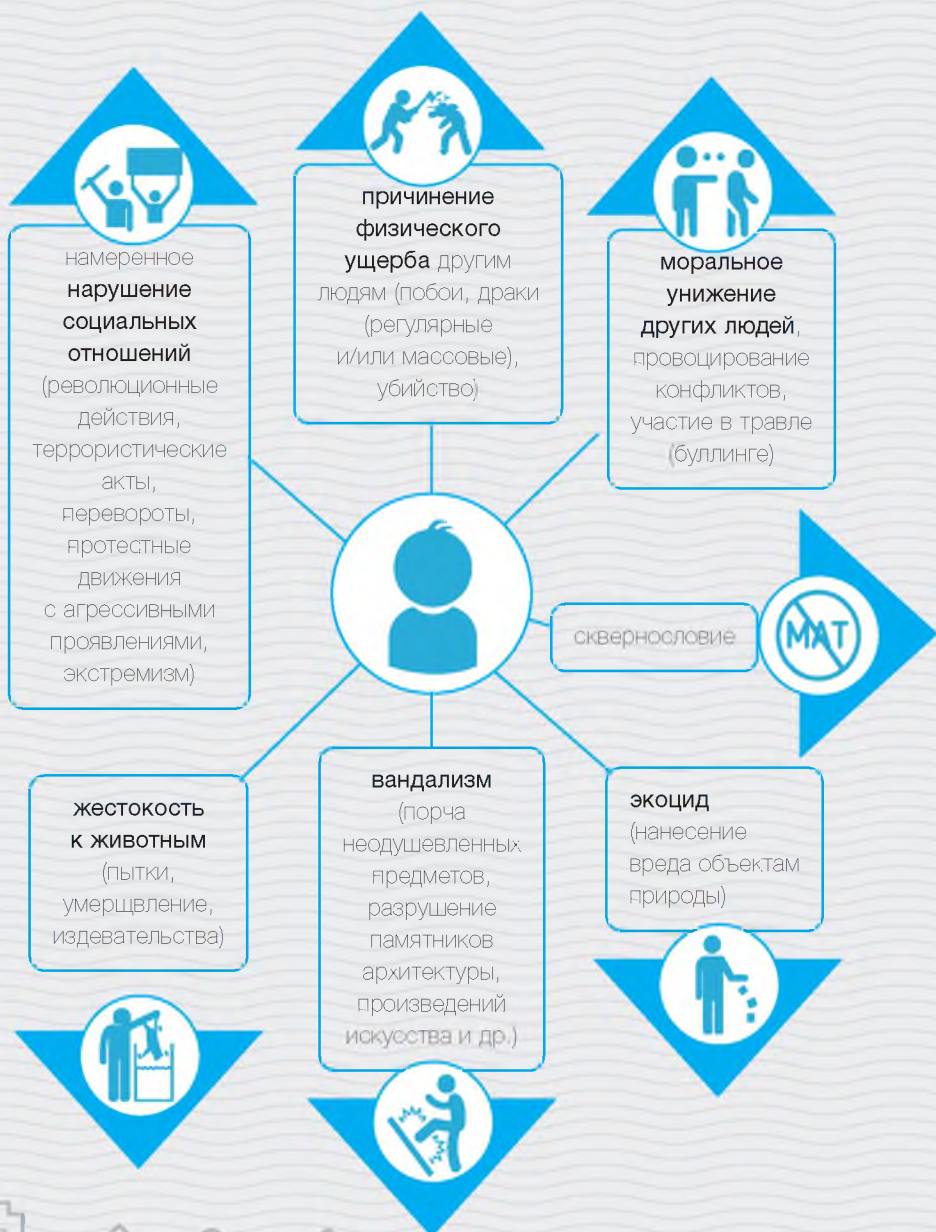 намеренное
нарушение
социальных
отношений
(революционные
действия,
террористические
акты,
перевороты,
протестные
движения
с агрессивными
проявлениями,
экстремизм)
причинение
физического
ущерба другим
людям (побои, драки
(регулярные
и/или массовые),
убийство)
моральное
унижение
других людей,
провоцирование
конфликтов,
участие в травле
(буллинге)
сквернословие
МАТ
жестокость
к животным
(пытки,
умерщвление,
издевательства)
вандализм
(порча
неодушевленных
предметов,
разрушение
памятников
архитектуры,
произведений
искусства и др.)
экоцид
(нанесение
вреда объектам
природы)